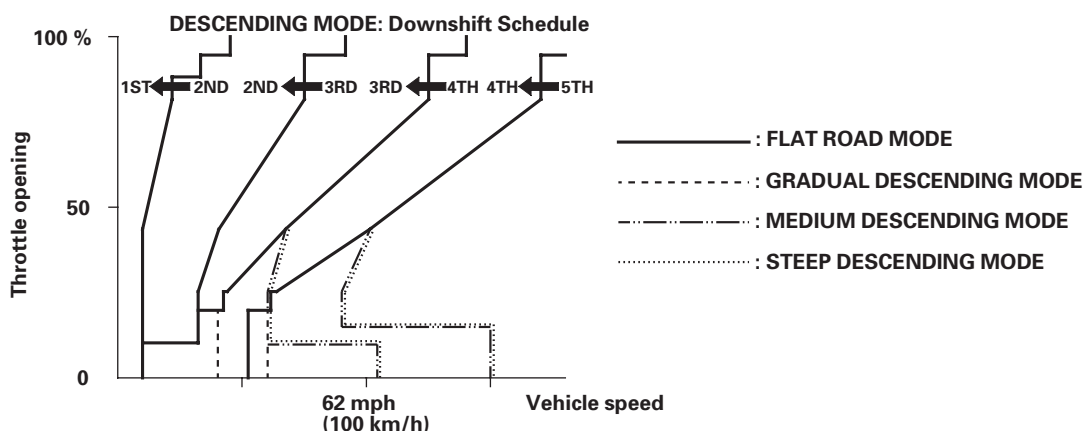 DESCENDING MODE: Downshift Schedule
100 %
1ST 2ND 2ND 3RD 3RD 4TH 4TH 5TH
: FLAT ROAD MODE
: GRADUAL DESCENDING MODE
: MEDIUM DESCENDING MODE
: STEEP DESCENDING MODE
Throttle opening
50
0
62 mph
(100 km/h)
Vehicle speed